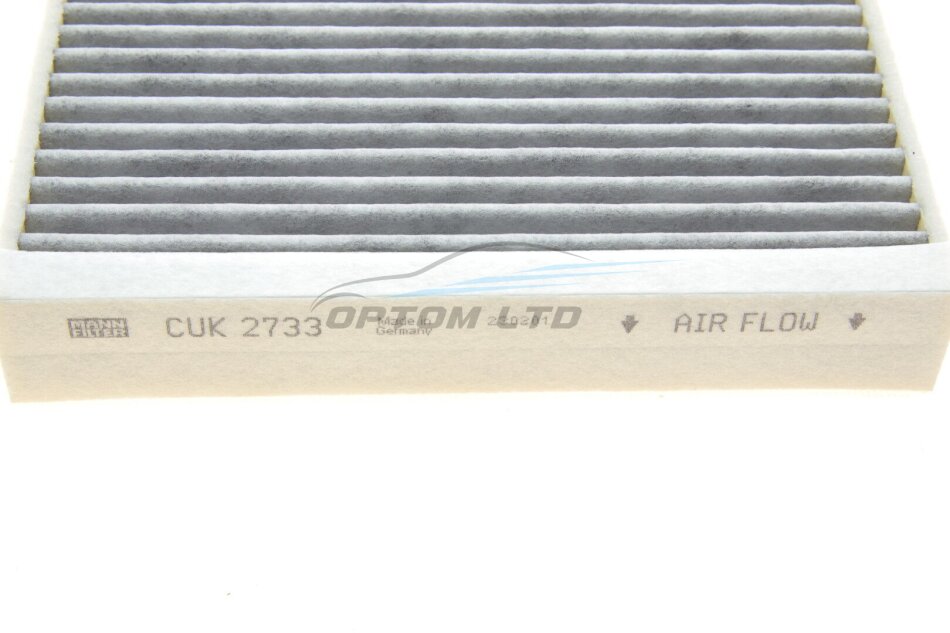 MANN FILTER CUK 2733 Made in Germany AIR FLOW
OPTOM LTD